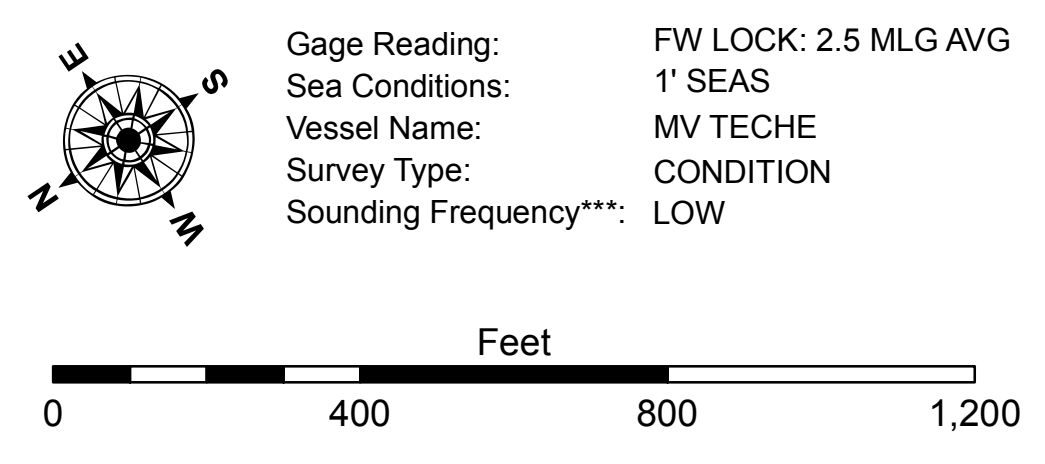 E
S
N
W
Gage Reading: FW LOCK: 2.5 MLG AVG
Sea Conditions: 1' SEAS
Vessel Name: MV TECHE
Survey Type: CONDITION
Sounding Frequency***: LOW
Feet
0 400 800 1,200